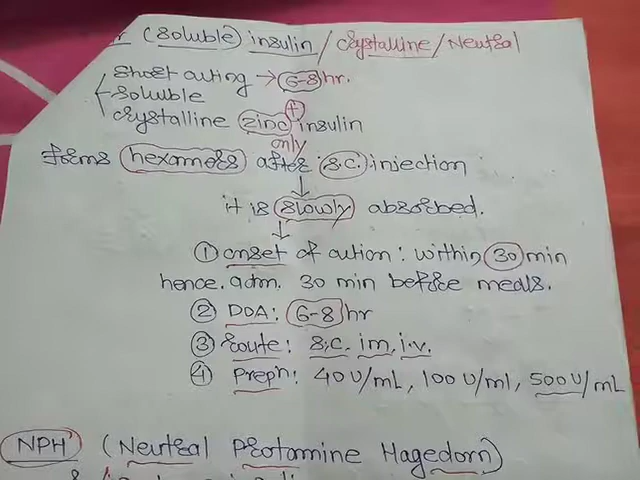 (Soluble) insulin / Crystalline / Neutral
Short acting → 6-8 hr.
Soluble
Crystalline zinc + insulin
only
forms hexamers after s.c. injection
↓
it is slowly absorbed.
↓
① onset of action : within 30 min
hence. adm. 30 min before meals.
② DOA: 6-8 hr
③ Route: s.c. im, i.v.
④ Prepn: 40 U/mL, 100 U/ml, 500 U/mL
NPH (Neutral Protamine Hagedorn)